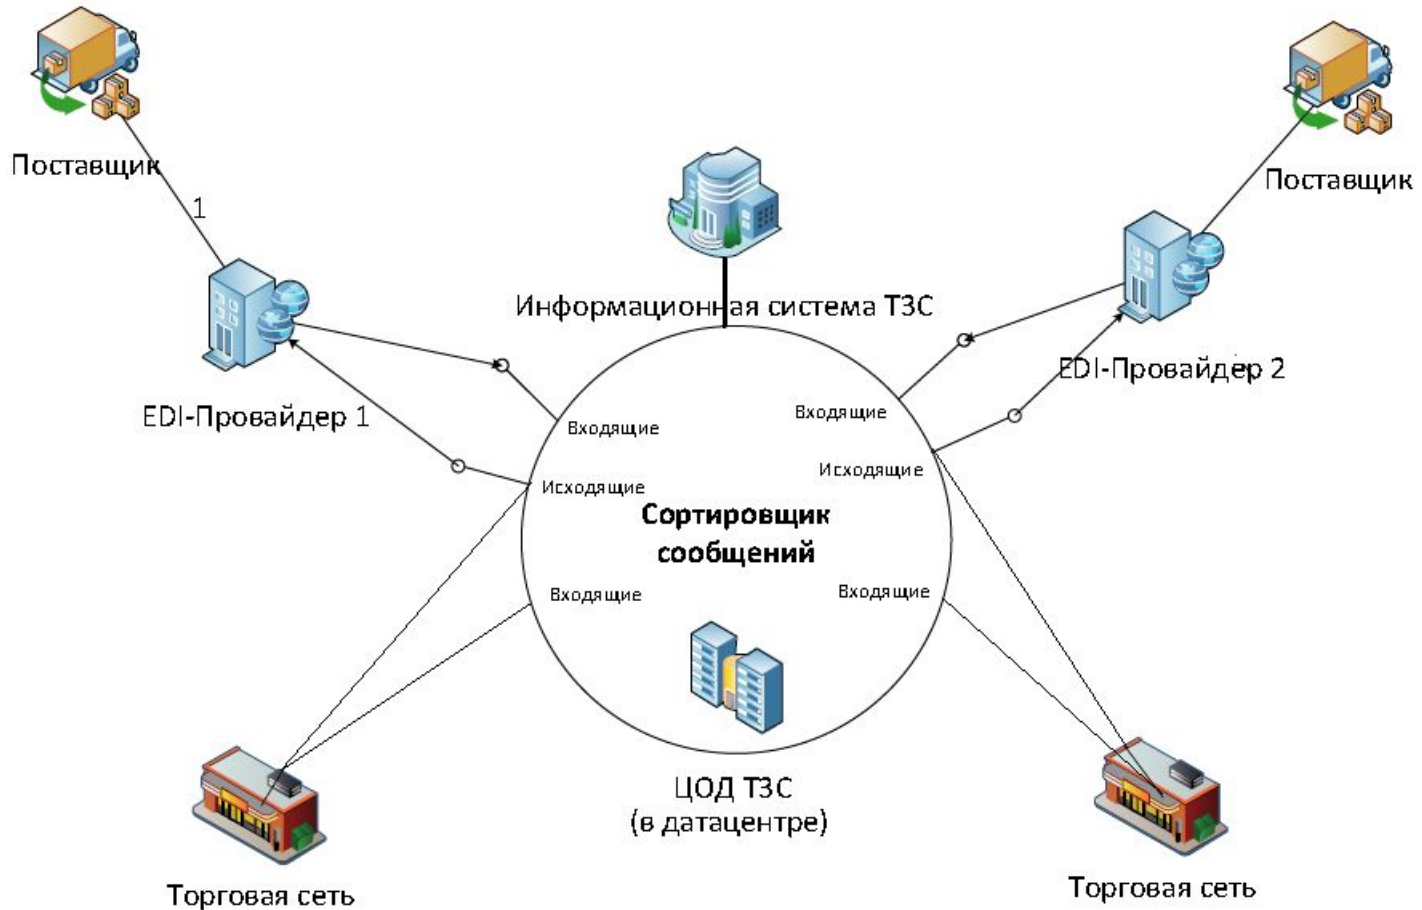 Поставщик
Поставщик
1
Информационная система ТЗС
EDI-Провайдер 2
EDI-Провайдер 1
Входящие
Входящие
Исходящие
Исходящие
Сортировщик
сообщений
Входящие
Входящие
ЦОД ТЗС
(в датацентре)
Торговая сеть
Торговая сеть